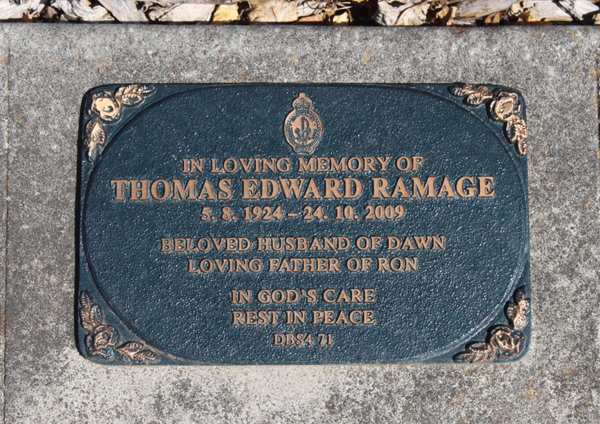 IN LOVING MEMORY OF
THOMAS EDWARD RAMAGE
5. 8. 1924 – 24. 10. 2009
BELOVED HUSBAND OF DAWN
LOVING FATHER OF RON
IN GOD'S CARE
REST IN PEACE
DBS4 71